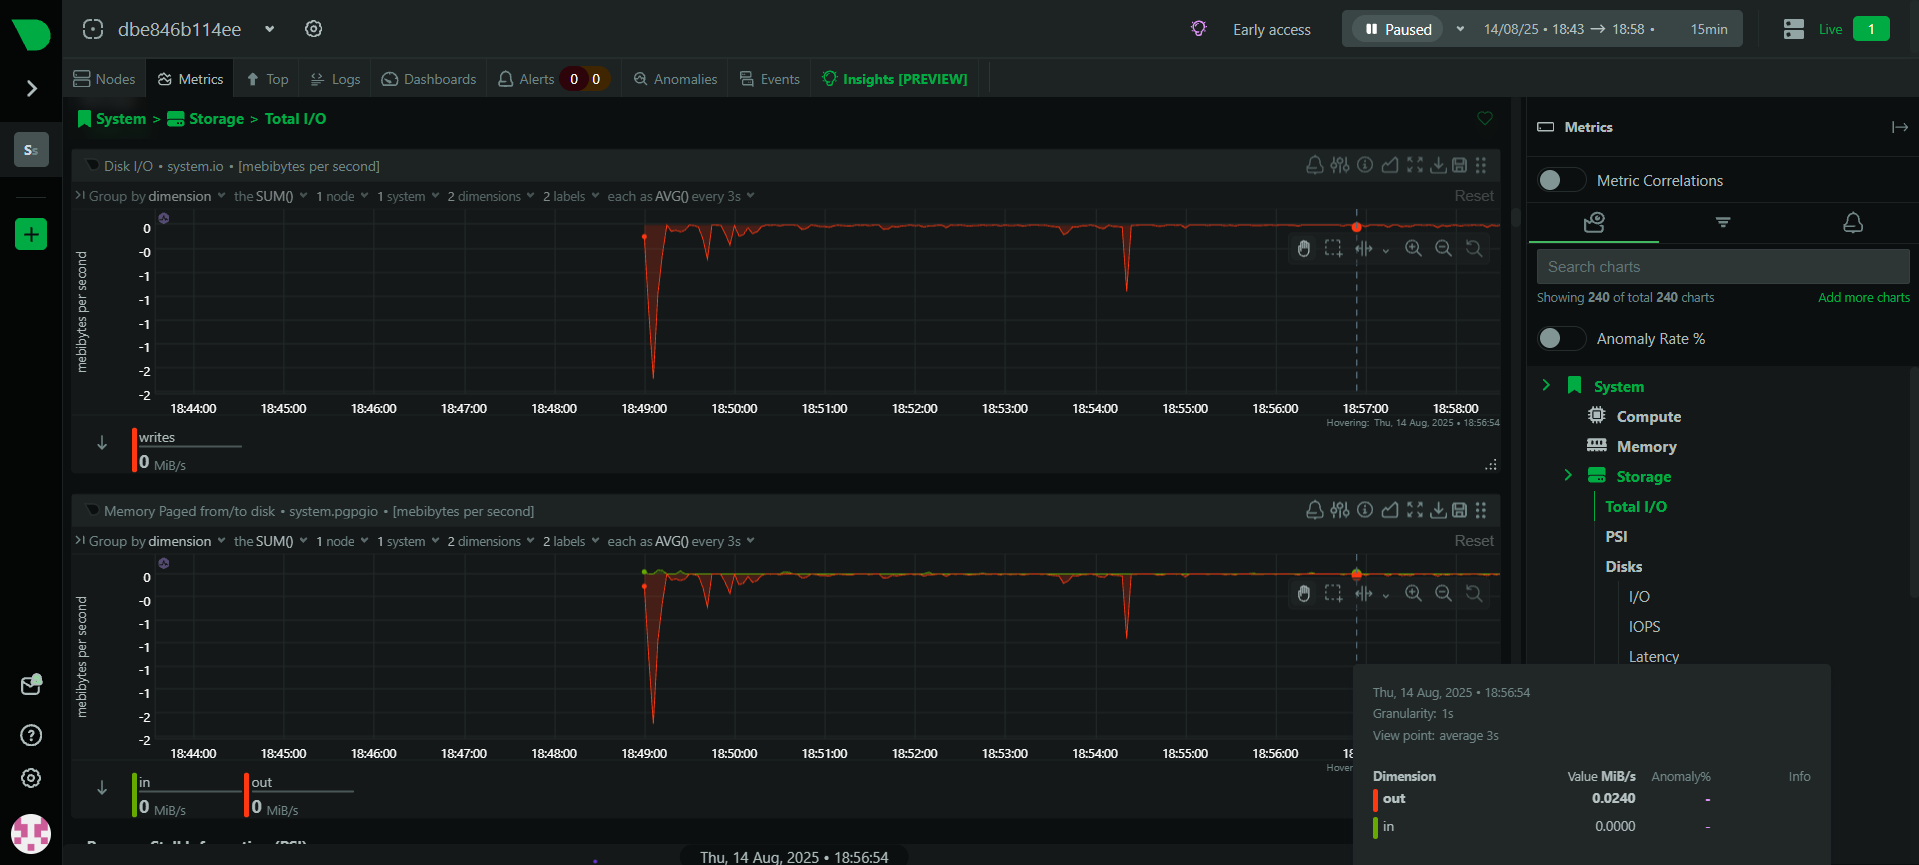 dbe846b114ee
Early access
Paused
14/08/25 • 18:43 → 18:58 •
15min
Live
1
Nodes
Metrics
Top
Logs
Dashboards
Alerts 0 0
Anomalies
Events
Insights [PREVIEW]
Ss
System > Storage > Total I/O
Disk I/O • system.io • [mebibytes per second]
Group by dimension the SUM() 1 node 1 system 2 dimensions 2 labels each as AVG() every 3s
Reset
mebibytes per second
0
-0
-1
-1
-1
-1
-2
-2
18:44:00 18:45:00 18:46:00 18:47:00 18:48:00 18:49:00 18:50:00 18:51:00 18:52:00 18:53:00 18:54:00 18:55:00 18:56:00 18:57:00 18:58:00
Hovering: Thu, 14 Aug, 2025 • 18:56:54
writes
0 MiB/s
Memory Paged from/to disk • system.pgpgio • [mebibytes per second]
Group by dimension the SUM() 1 node 1 system 2 dimensions 2 labels each as AVG() every 3s
Reset
mebibytes per second
0
-0
-1
-1
-1
-1
-2
-2
18:44:00 18:45:00 18:46:00 18:47:00 18:48:00 18:49:00 18:50:00 18:51:00 18:52:00 18:53:00 18:54:00 18:55:00 18:56:00 18
Hover
in
0 MiB/s
out
0 MiB/s
Thu, 14 Aug, 2025 • 18:56:54
Metrics
Metric Correlations
Search charts
Showing 240 of total 240 charts
Add more charts
Anomaly Rate %
System
Compute
Memory
Storage
Total I/O
PSI
Disks
I/O
IOPS
Latency
Thu, 14 Aug, 2025 • 18:56:54
Granularity: 1s
View point: average 3s
Dimension Value MiB/s Anomaly% Info
out 0.0240 -
in 0.0000 -